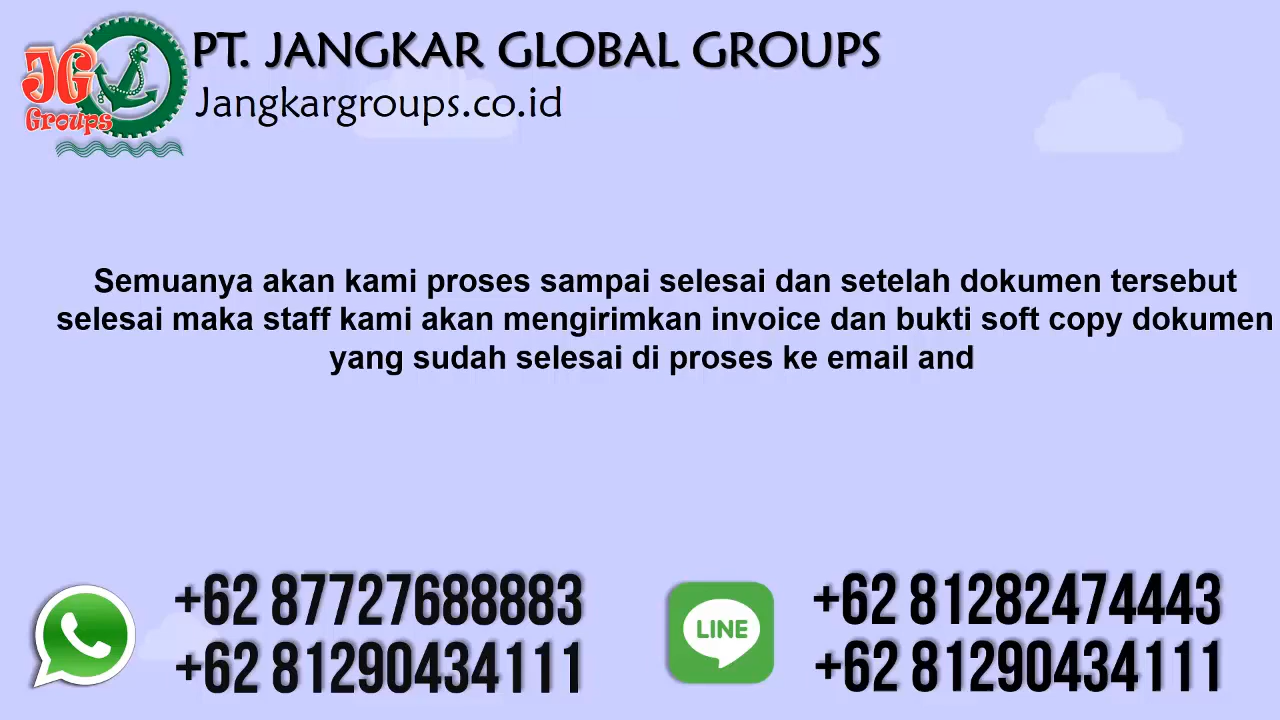 JG
Groups
PT. JANGKAR GLOBAL GROUPS
Jangkargroups.co.id
Semuanya akan kami proses sampai selesai dan setelah dokumen tersebut
selesai maka staff kami akan mengirimkan invoice dan bukti soft copy dokumen
yang sudah selesai di proses ke email and
+62 87727688883
+62 81290434111
LINE
+62 81282474443
+62 81290434111